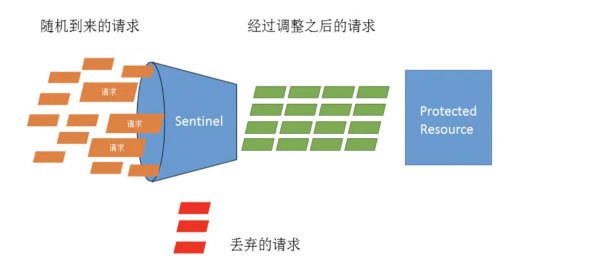 随机到来的请求
经过调整之后的请求
请求
请求
请求
Sentinel
Protected
Resource
丢弃的请求